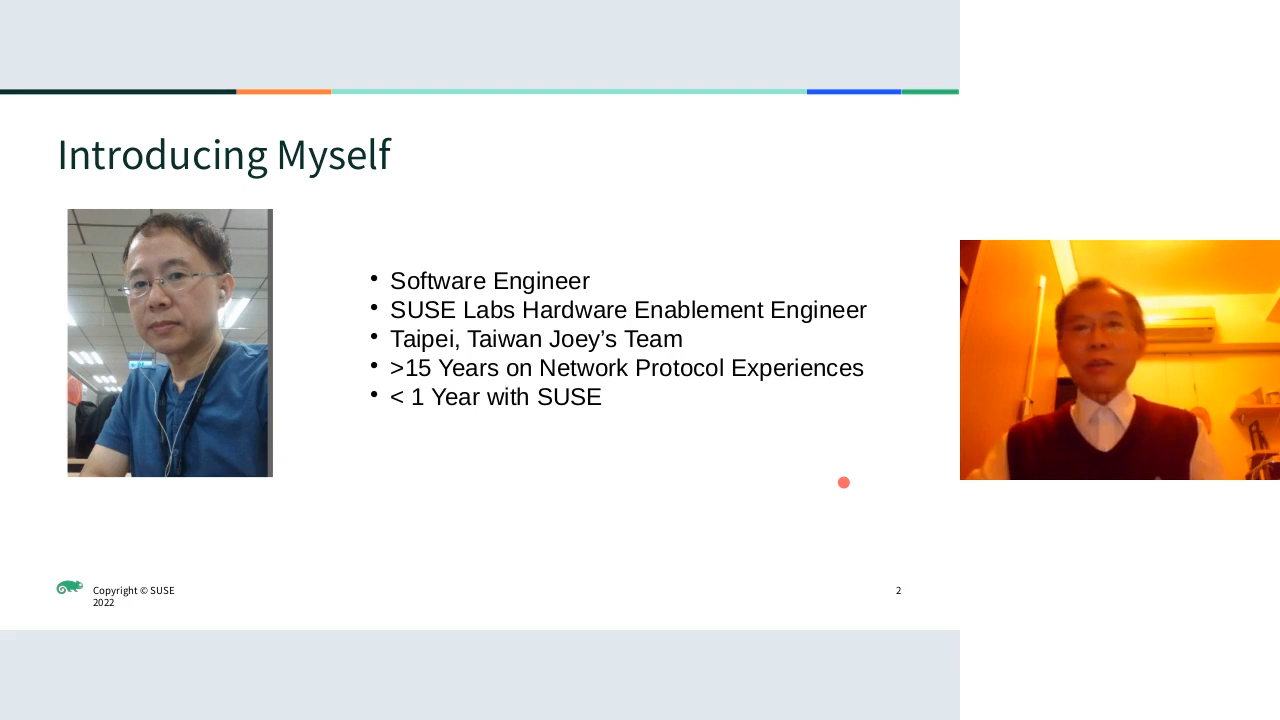 Introducing Myself
Software Engineer
SUSE Labs Hardware Enablement Engineer
Taipei, Taiwan Joey’s Team
>15 Years on Network Protocol Experiences
< 1 Year with SUSE
Copyright © SUSE
2022
2